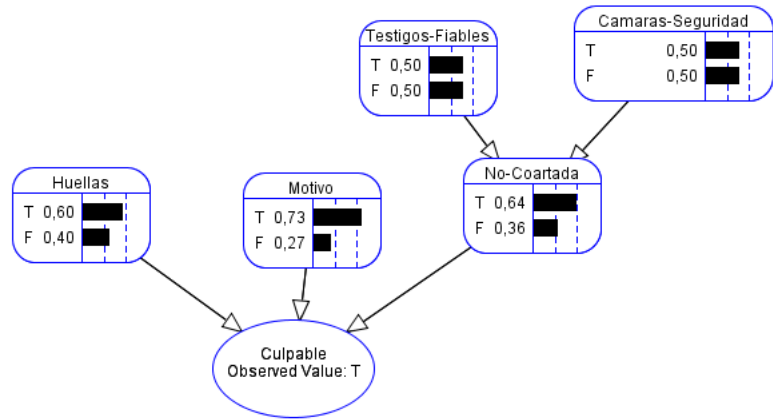 Testigos-Fiables
T 0,50
F 0,50
Camaras-Seguridad
T 0,50
F 0,50
Huellas
T 0,60
F 0,40
Motivo
T 0,73
F 0,27
No-Coartada
T 0,64
F 0,36
Culpable
Observed Value: T